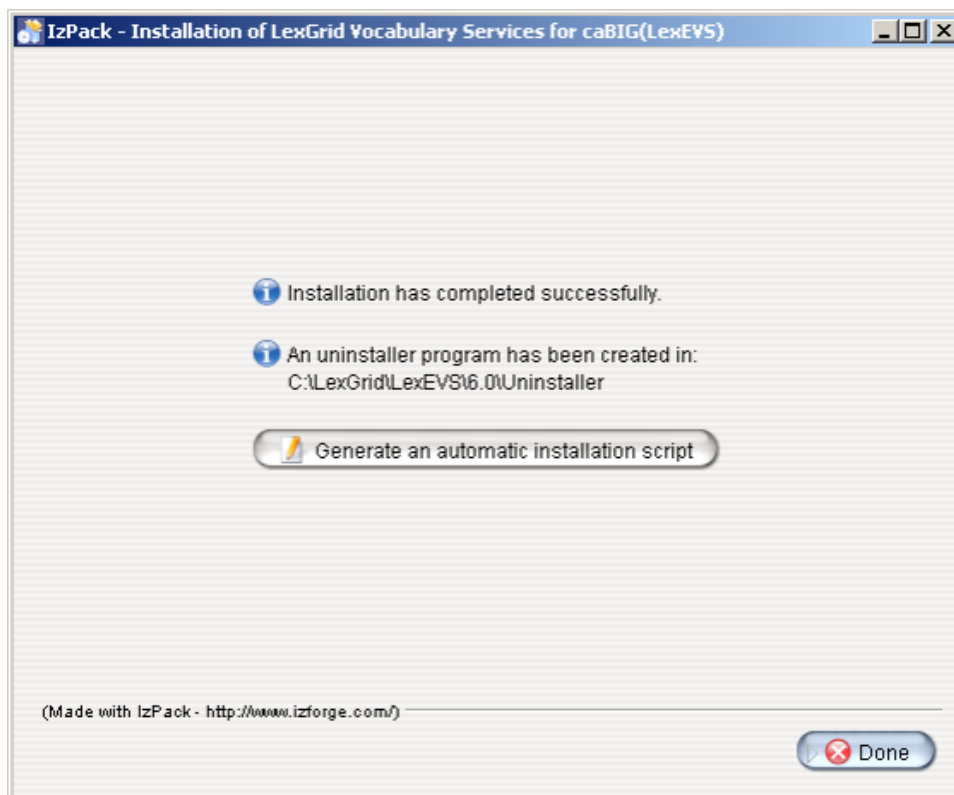 IzPack - Installation of LexGrid Vocabulary Services for caBIG(LexEVS)
Installation has completed successfully.
An uninstaller program has been created in:
C:\LexGrid\LexEVS\6.0\Uninstaller
Generate an automatic installation script
(Made with IzPack - http://www.izforge.com/)
Done